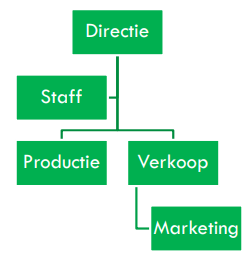 Directie
Staff
Productie
Verkoop
Marketing